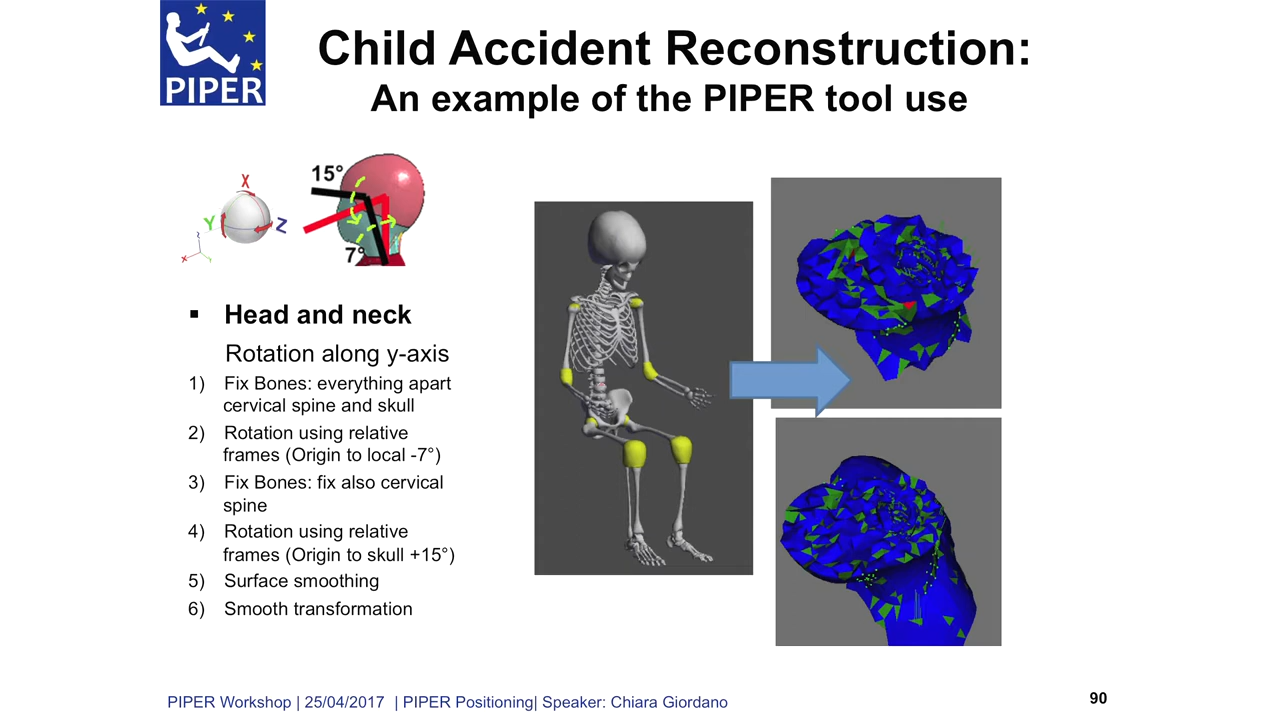 PIPER
Child Accident Reconstruction:
An example of the PIPER tool use
X
Y
Z
z
x
15°
7°
▪ Head and neck
Rotation along y-axis
1) Fix Bones: everything apart
cervical spine and skull
2) Rotation using relative
frames (Origin to local -7°)
3) Fix Bones: fix also cervical
spine
4) Rotation using relative
frames (Origin to skull +15°)
5) Surface smoothing
6) Smooth transformation
PIPER Workshop | 25/04/2017 | PIPER Positioning| Speaker: Chiara Giordano
90